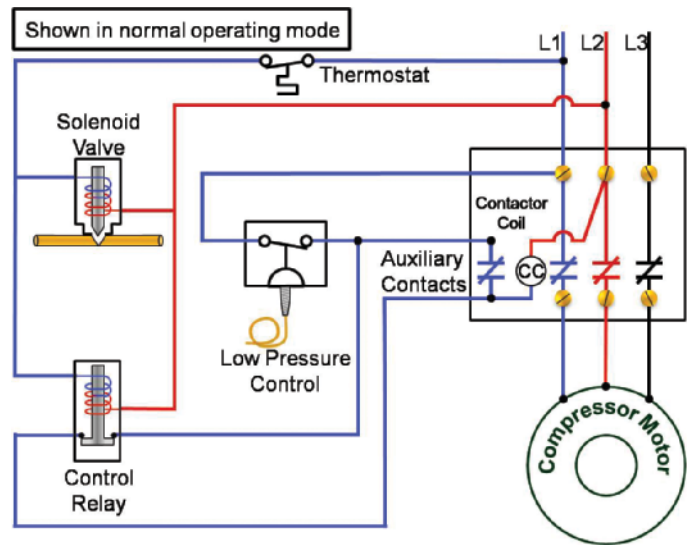 Shown in normal operating mode
L1 L2 L3
Thermostat
Solenoid
Valve
Contactor
Coil
CC
Auxiliary
Contacts
Low Pressure
Control
Control
Relay
Compressor Motor